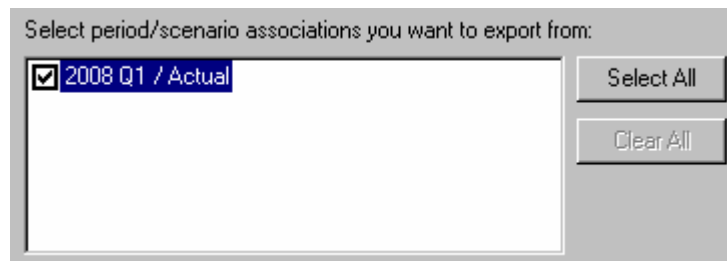 Select period/scenario associations you want to export from:
2008 Q1 / Actual
Select All
Clear All